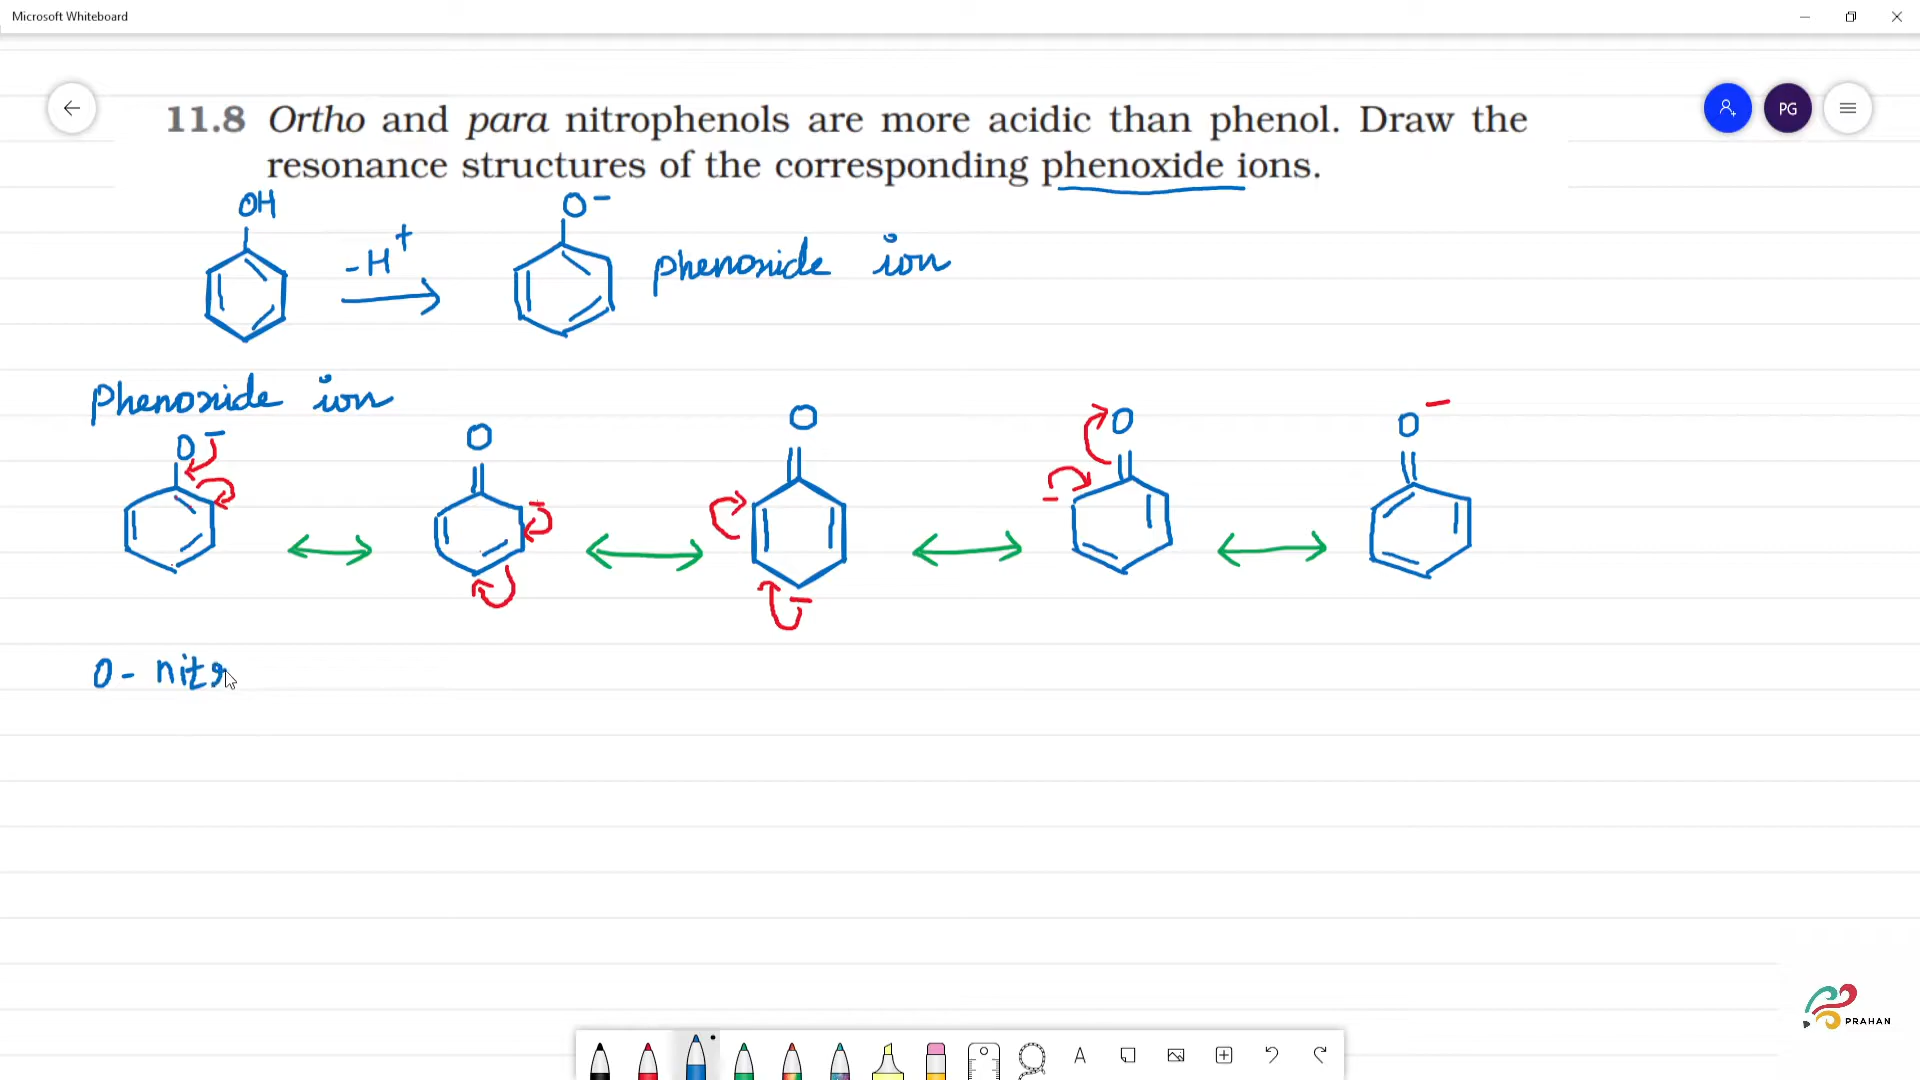 Microsoft Whiteboard
PG
11.8 Ortho and para nitrophenols are more acidic than phenol. Draw the
resonance structures of the corresponding phenoxide ions.
OH
-H+
O-
phenoxide ion
Phenoxide ion
O-
O
-
O
-
O
-
O-
O- nitr
A
PRAHAN